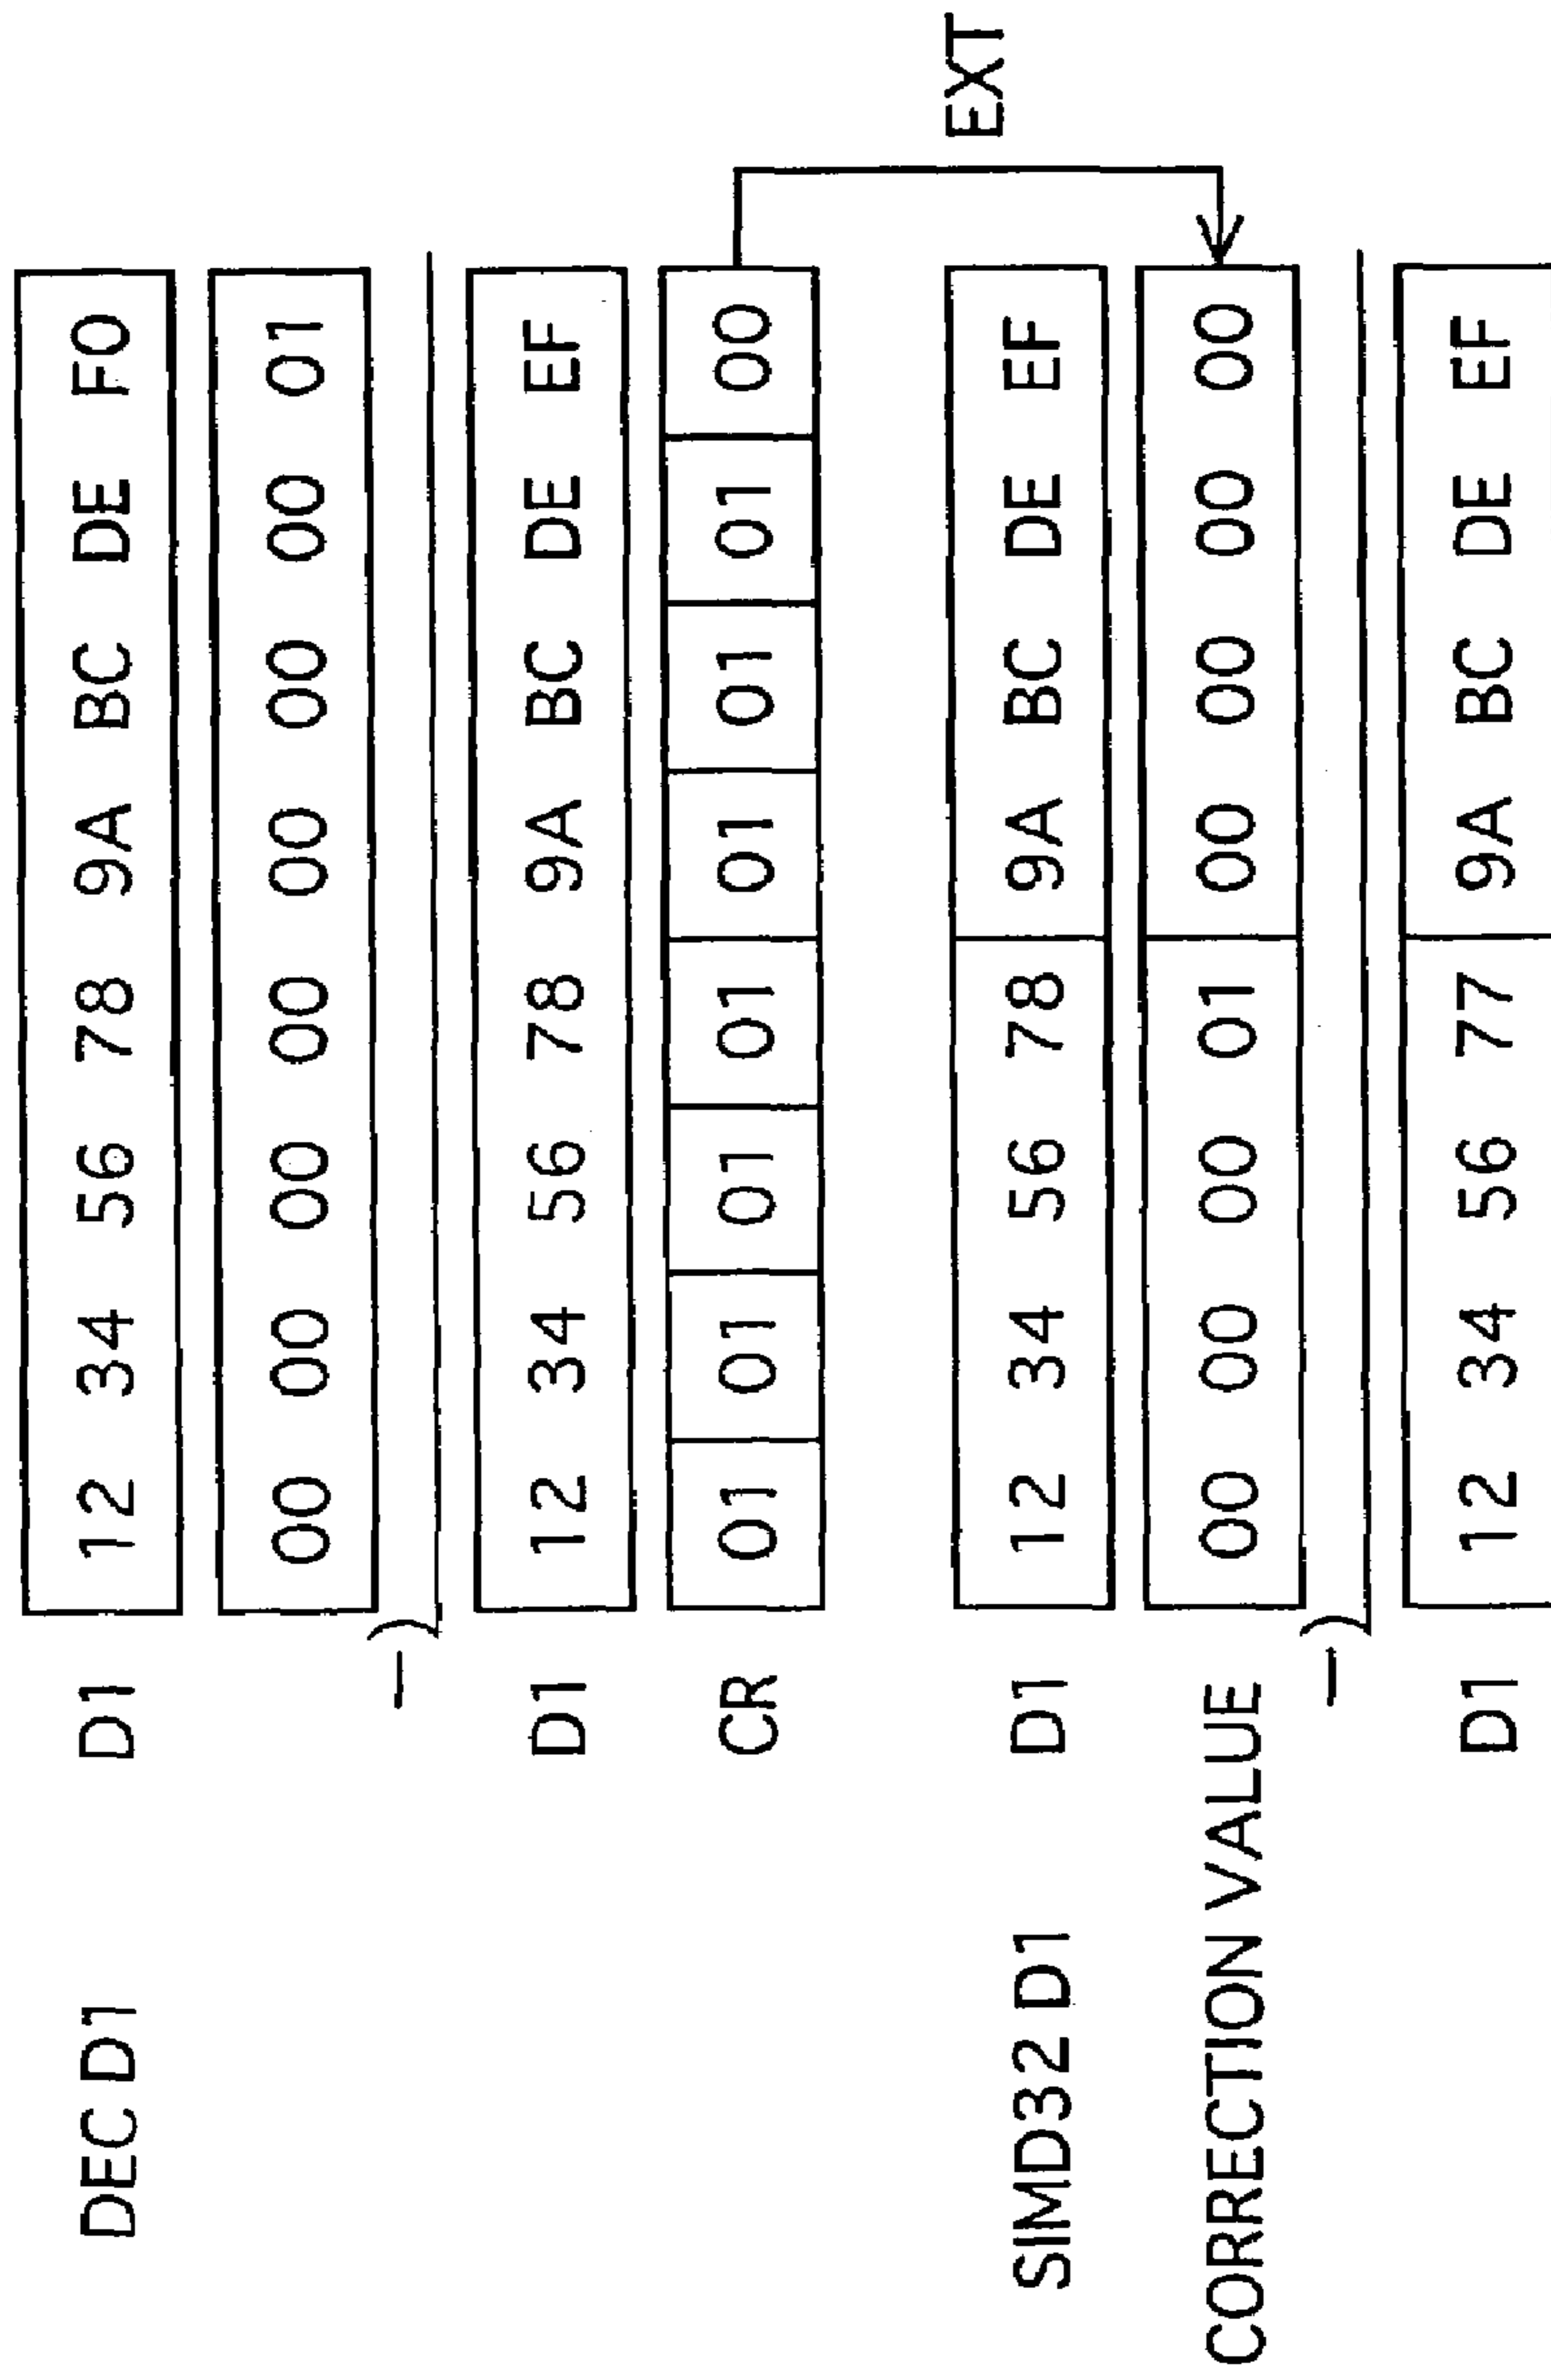 DEC D1 D1 12 34 56 78 9A BC DE F0
00 00 00 00 00 00 00 01
—)
D1 12 34 56 78 9A BC DE EF
CR 01 01 01 01 01 01 01 00
EXT
SIMD32 D1 D1 12 34 56 78 9A BC DE EF
CORRECTION VALUE 00 00 00 01 00 00 00 00
—)
D1 12 34 56 77 9A BC DE EF